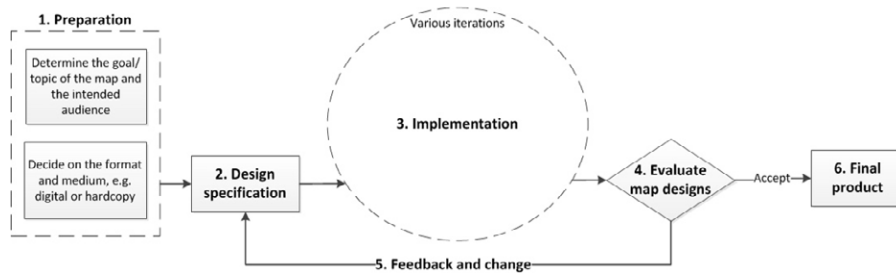 1. Preparation
Determine the goal/
topic of the map and
the intended
audience
Decide on the format
and medium, e.g.
digital or hardcopy
2. Design
specification
Various iterations
3. Implementation
4. Evaluate
map designs
Accept
6. Final
product
5. Feedback and change